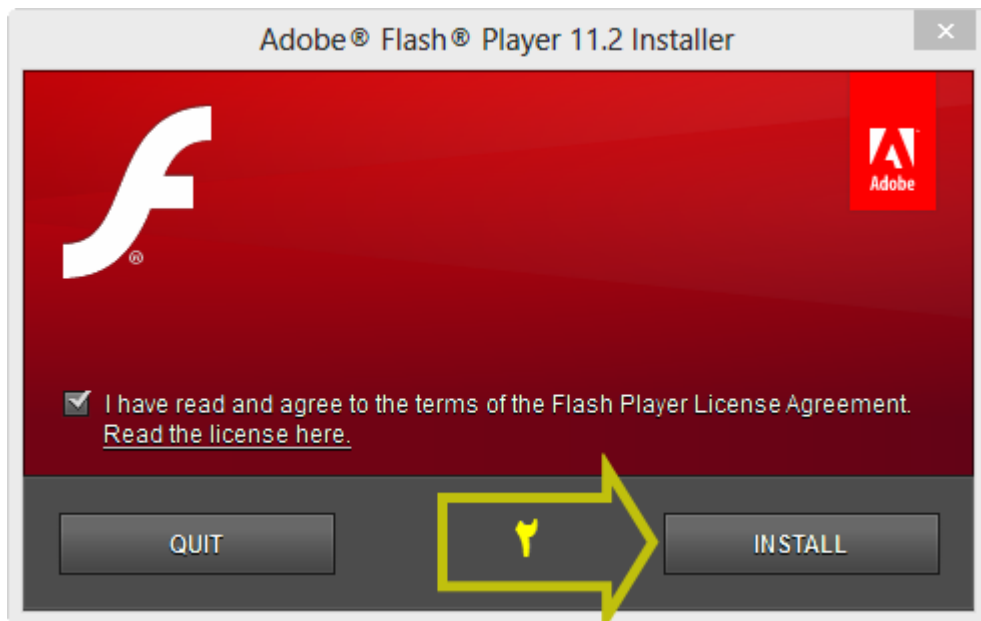 Adobe® Flash® Player 11.2 Installer
Adobe
I have read and agree to the terms of the Flash Player License Agreement.
Read the license here.
QUIT
۲
INSTALL